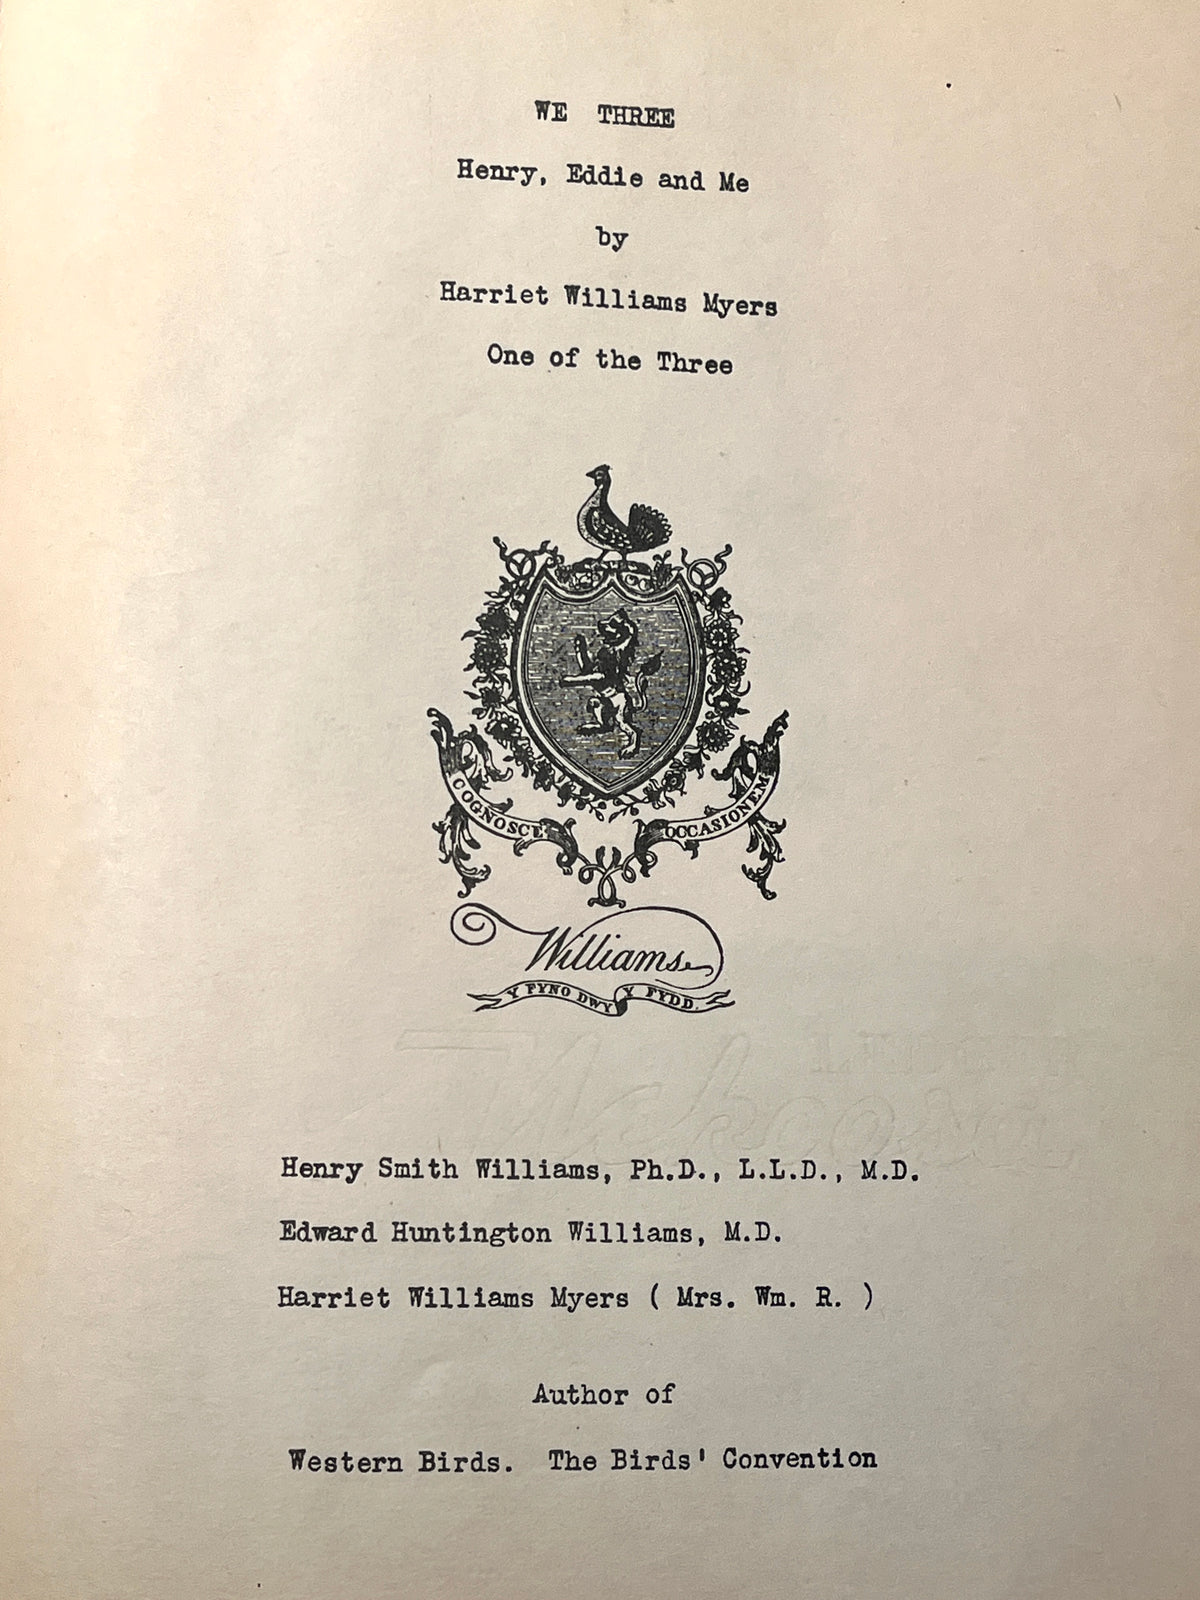 WE THREE
Henry, Eddie and Me
by
Harriet Williams Myers
One of the Three
COGNOSCE OCCASIONEM
Williams
Y FYNO DWY Y FYDD.
Henry Smith Williams, Ph.D., L.L.D., M.D.
Edward Huntington Williams, M.D.
Harriet Williams Myers ( Mrs. Wm. R. )
Author of
Western Birds. The Birds' Convention